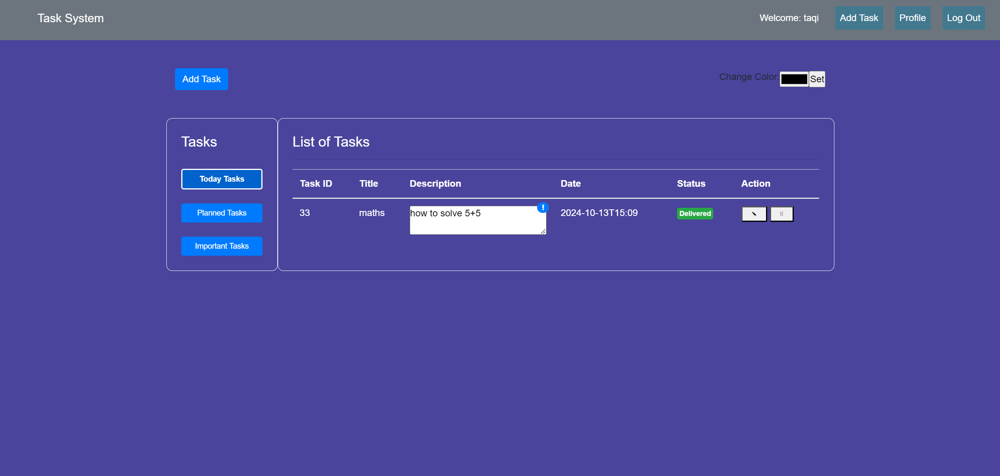 Task System
Welcome: taqi
Add Task
Profile
Log Out
Add Task
Change Color:
Set
Tasks
Today Tasks
Planned Tasks
Important Tasks
List of Tasks
Task ID Title Description Date Status Action
33 maths how to solve 5+5 ! 2024-10-13T15:09 Delivered